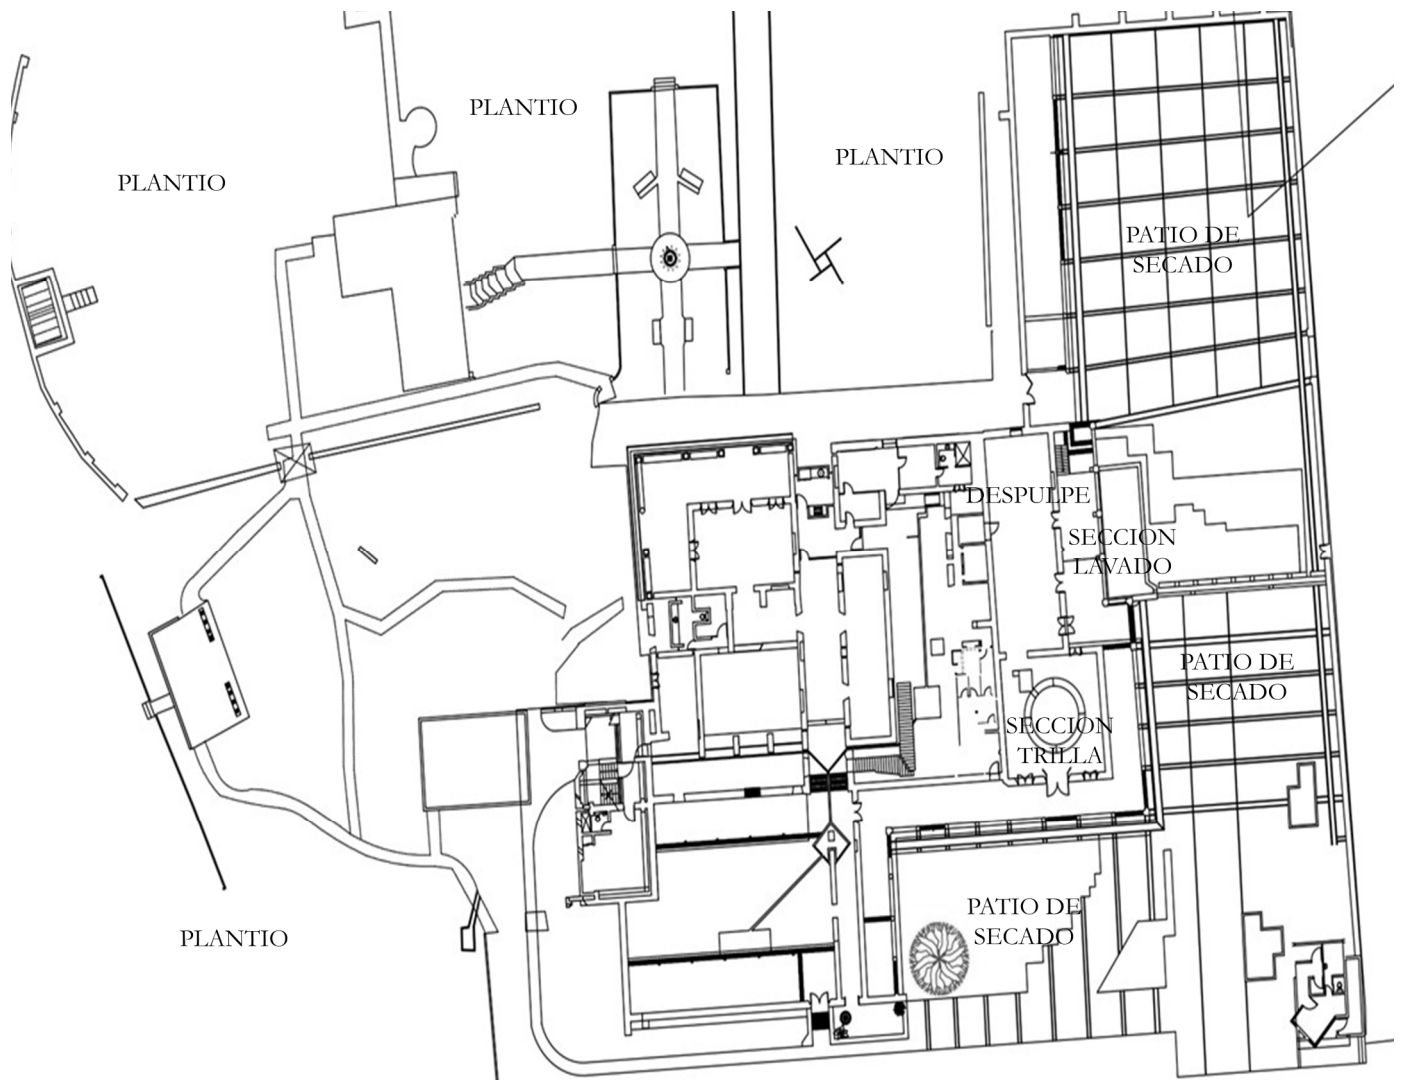 PLANTIO
PLANTIO
PLANTIO
PATIO DE
SECADO
DESPULPE
SECCION
LAVADO
PATIO DE
SECADO
SECCION
TRILLA
PATIO DE
SECADO
PLANTIO